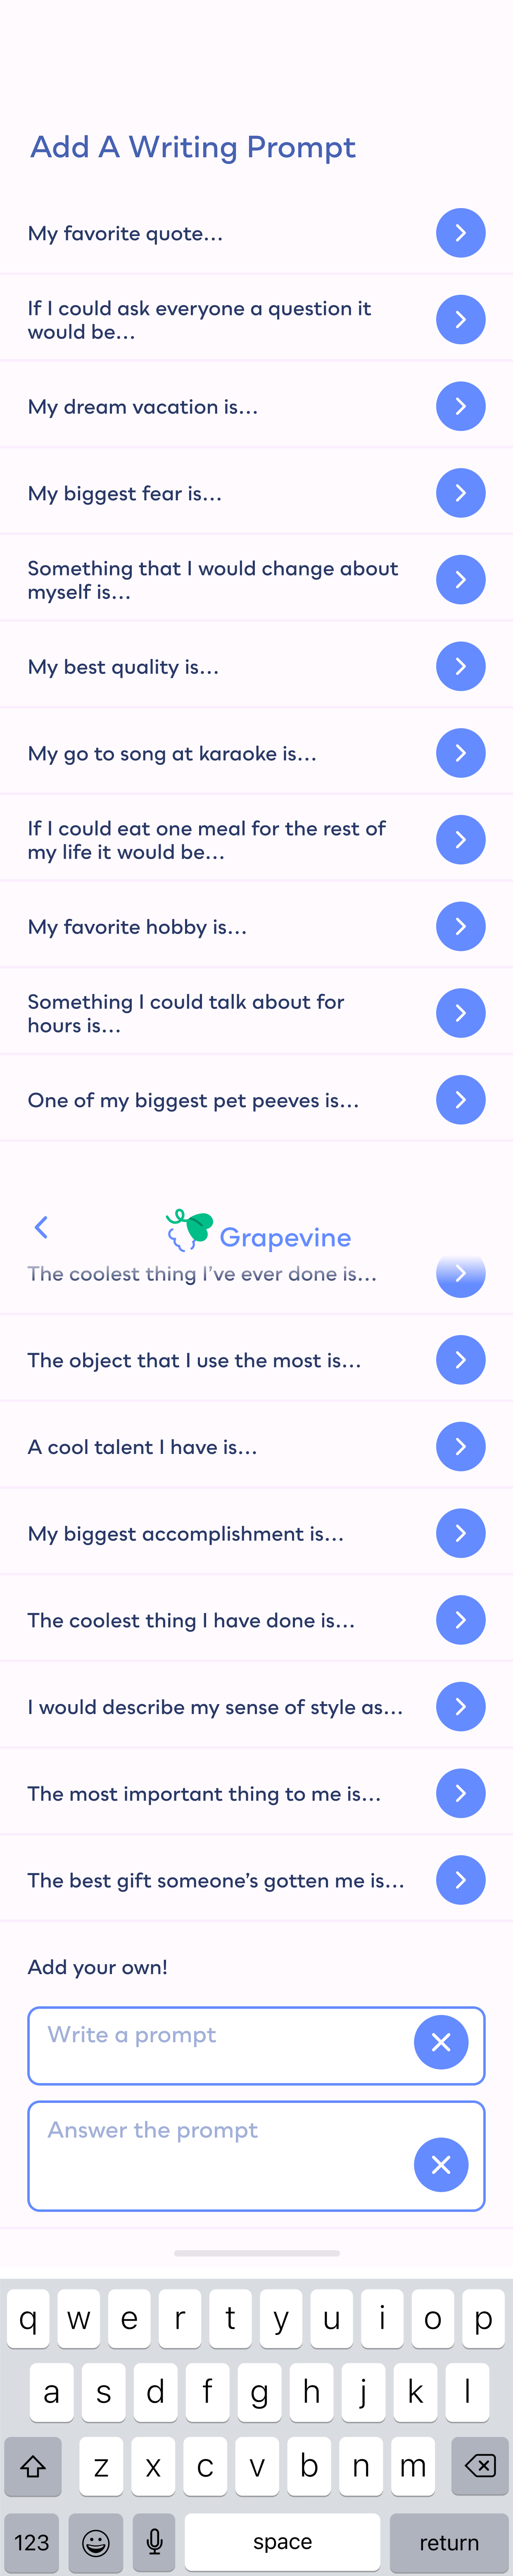 Add A Writing Prompt
My favorite quote...
If I could ask everyone a question it
would be...
My dream vacation is...
My biggest fear is...
Something that I would change about
myself is...
My best quality is...
My go to song at karaoke is...
If I could eat one meal for the rest of
my life it would be...
My favorite hobby is...
Something I could talk about for
hours is...
One of my biggest pet peeves is...
Grapevine
The coolest thing I've ever done is...
The object that I use the most is...
A cool talent I have is...
My biggest accomplishment is...
The coolest thing I have done is...
I would describe my sense of style as...
The most important thing to me is...
The best gift someone’s gotten me is...
Add your own!
Write a prompt
Answer the prompt
q w e r t y u i o p
a s d f g h j k l
z x c v b n m
123 space return